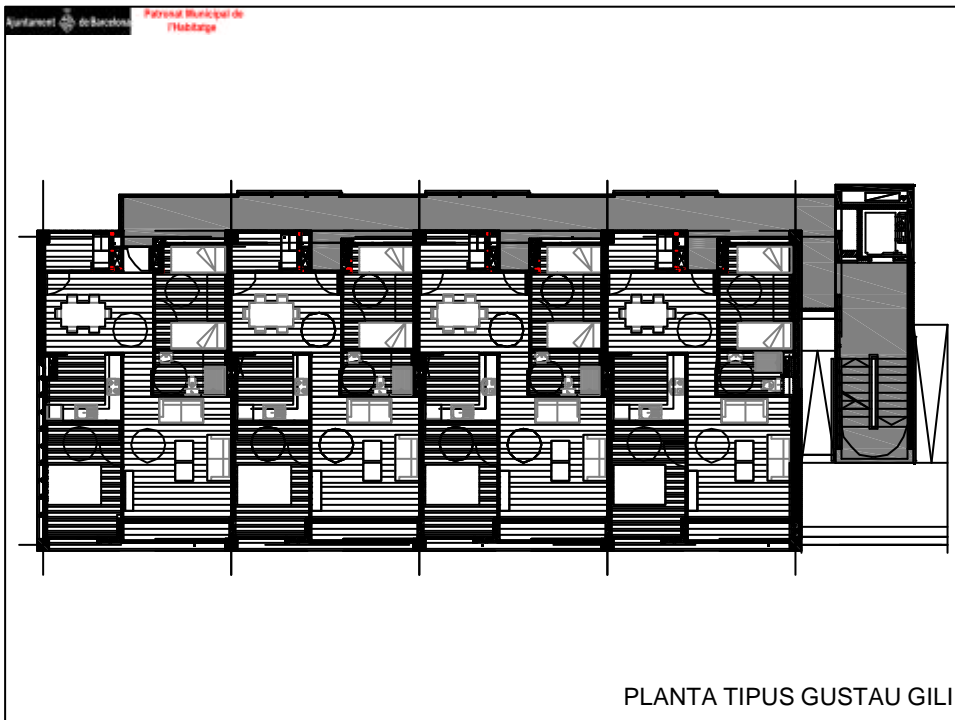 Ajuntament de Barcelona
Patronat Municipal de
l'Habitatge
PLANTA TIPUS GUSTAU GILI